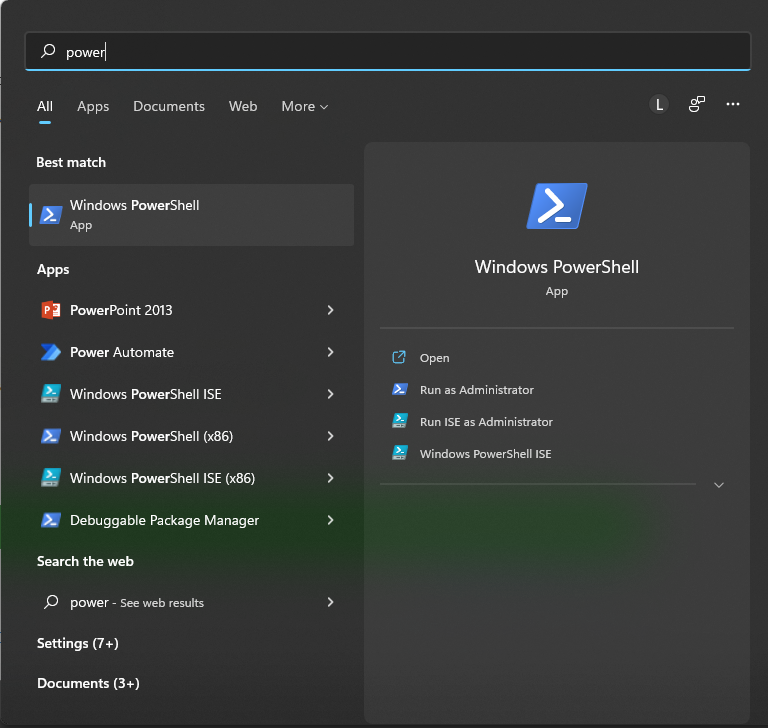 power
All Apps Documents Web More
L
Best match
Windows PowerShell
App
Apps
PowerPoint 2013
Power Automate
Windows PowerShell ISE
Windows PowerShell (x86)
Windows PowerShell ISE (x86)
Debuggable Package Manager
Search the web
power - See web results
Settings (7+)
Documents (3+)
Windows PowerShell
App
Open
Run as Administrator
Run ISE as Administrator
Windows PowerShell ISE